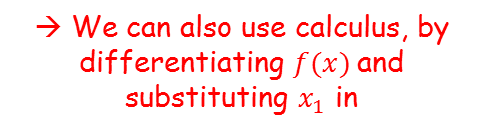 → We can also use calculus, by
differentiating f(x) and
substituting x₁ in